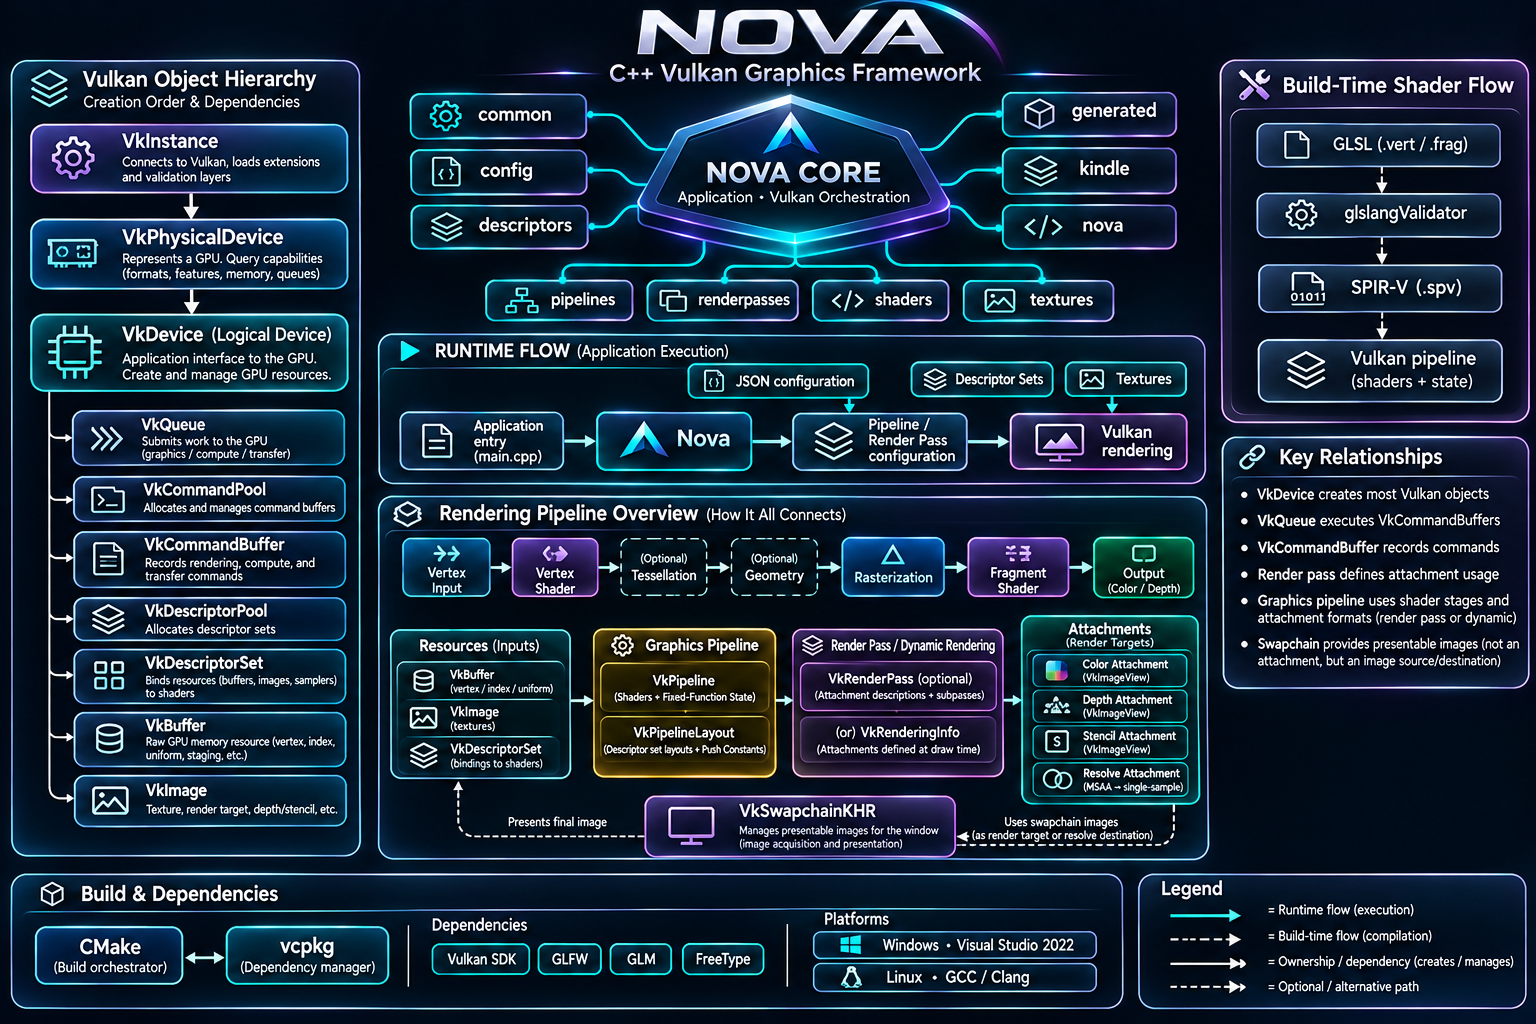 NOVA
C++ Vulkan Graphics Framework
Vulkan Object Hierarchy
Creation Order & Dependencies
VkInstance
Connects to Vulkan, loads extensions
and validation layers
VkPhysicalDevice
Represents a GPU. Query capabilities
(formats, features, memory, queues)
VkDevice (Logical Device)
Application interface to the GPU.
Create and manage GPU resources.
VkQueue
Submits work to the GPU
(graphics / compute / transfer)
VkCommandPool
Allocates and manages command buffers
VkCommandBuffer
Records rendering, compute, and
transfer commands
VkDescriptorPool
Allocates descriptor sets
VkDescriptorSet
Binds resources (buffers, images, samplers)
to shaders
VkBuffer
Raw GPU memory resource (vertex, index,
uniform, staging, etc.)
VkImage
Texture, render target, depth/stencil, etc.
common
config
descriptors
NOVA CORE
Application • Vulkan Orchestration
generated
kindle
nova
pipelines
renderpasses
shaders
textures
RUNTIME FLOW (Application Execution)
JSON configuration
Descriptor Sets
Textures
Application
entry
(main.cpp)
Nova
Pipeline /
Render Pass
configuration
Vulkan
rendering
Rendering Pipeline Overview (How It All Connects)
Vertex
Input
Vertex
Shader
(Optional)
Tessellation
(Optional)
Geometry
Rasterization
Fragment
Shader
Output
(Color / Depth)
Resources (Inputs)
VkBuffer
(vertex / index / uniform)
VkImage
(textures)
VkDescriptorSet
(bindings to shaders)
Graphics Pipeline
VkPipeline
(Shaders + Fixed-Function State)
VkPipelineLayout
(Descriptor set layouts + Push Constants)
Render Pass / Dynamic Rendering
VkRenderPass (optional)
(Attachment descriptions + subpasses)
(or) VkRenderingInfo
(Attachments defined at draw time)
Attachments
(Render Targets)
Color Attachment
(VkImageView)
Depth Attachment
(VkImageView)
S
Stencil Attachment
(VkImageView)
Resolve Attachment
(MSAA → single-sample)
Presents final image
VkSwapchainKHR
Manages presentable images for the window
(image acquisition and presentation)
Uses swapchain images
(as render target or resolve destination)
Build-Time Shader Flow
GLSL (.vert / .frag)
glslangValidator
01011
SPIR-V (.spv)
Vulkan pipeline
(shaders + state)
Key Relationships
• VkDevice creates most Vulkan objects
• VkQueue executes VkCommandBuffers
• VkCommandBuffer records commands
• Render pass defines attachment usage
• Graphics pipeline uses shader stages and
attachment formats (render pass or dynamic)
• Swapchain provides presentable images (not an
attachment, but an image source/destination)
Build & Dependencies
CMake
(Build orchestrator)
vcpkg
(Dependency manager)
Dependencies
Vulkan SDK
GLFW
GLM
FreeType
Platforms
Windows • Visual Studio 2022
Linux • GCC / Clang
Legend
= Runtime flow (execution)
= Build-time flow (compilation)
= Ownership / dependency (creates / manages)
= Optional / alternative path